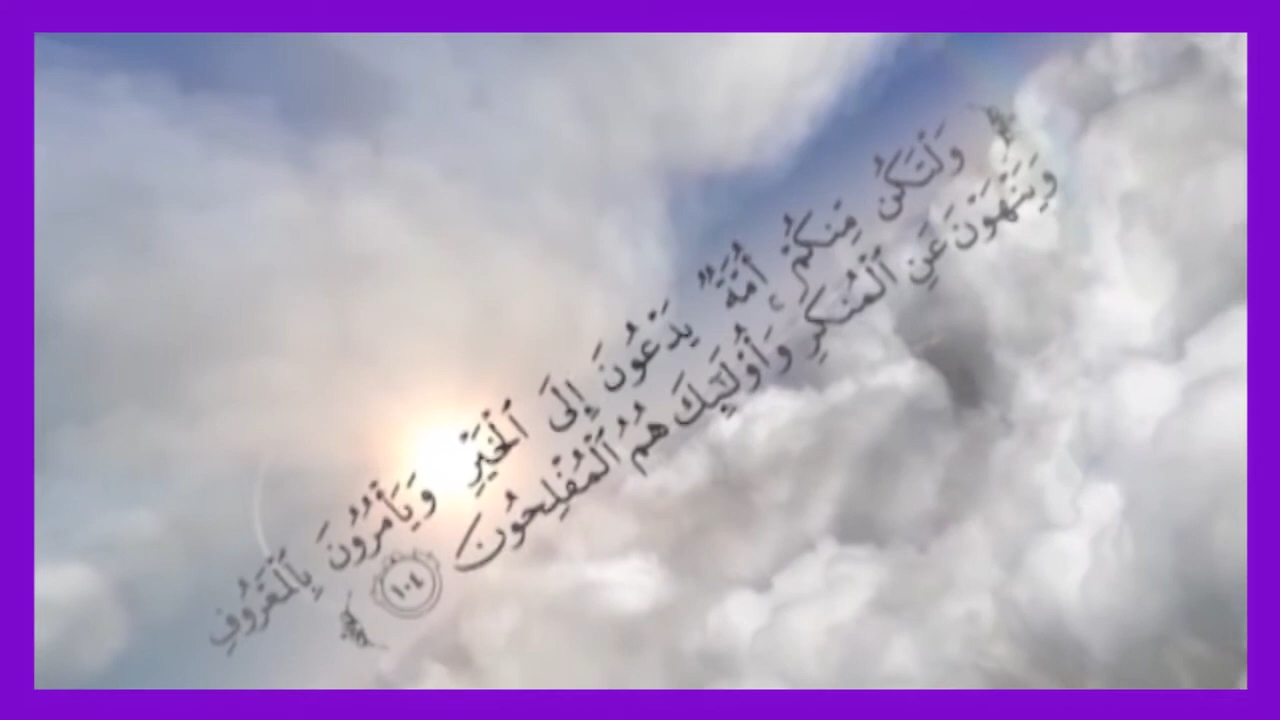 ﴿ وَلْتَكُن مِّنكُمْ أُمَّةٌ يَدْعُونَ إِلَى ٱلْخَيْرِ وَيَأْمُرُونَ بِٱلْمَعْرُوفِ
وَيَنْهَوْنَ عَنِ ٱلْمُنكَرِ ۚ وَأُو۟لَـٰٓئِكَ هُمُ ٱلْمُفْلِحُونَ ١٠٤ ﴾